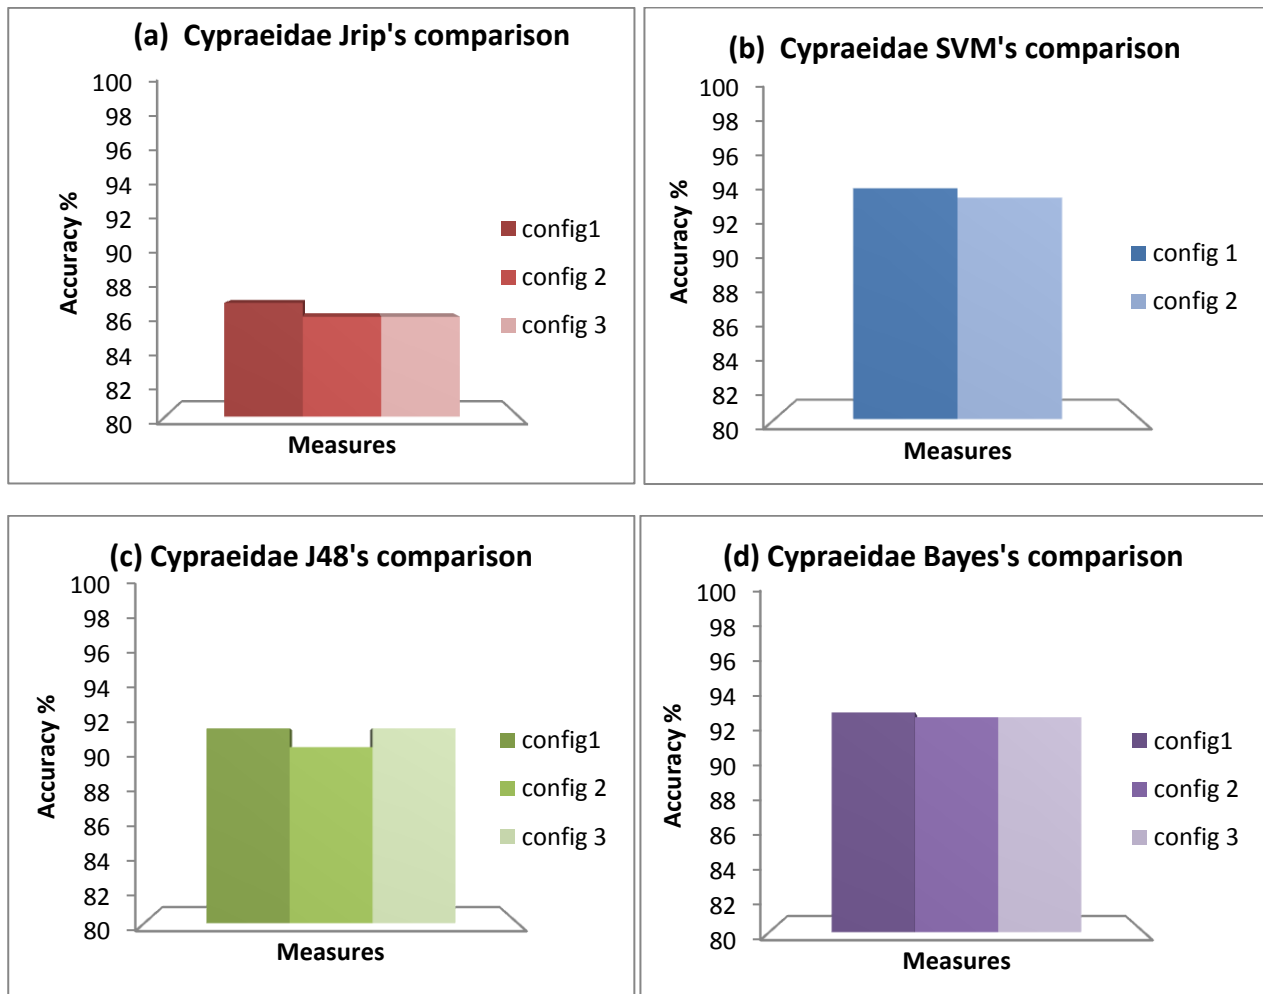 (a) Cypraeidae Jrip's comparison
100
98
96
94
92
90
88
86
84
82
80
Accuracy %
Measures
config1
config 2
config 3
(b) Cypraeidae SVM's comparison
100
98
96
94
92
90
88
86
84
82
80
Accuracy %
Measures
config 1
config 2
(c) Cypraeidae J48's comparison
100
98
96
94
92
90
88
86
84
82
80
Accuracy %
Measures
config1
config 2
config 3
(d) Cypraeidae Bayes's comparison
100
98
96
94
92
90
88
86
84
82
80
Accuracy %
Measures
config1
config 2
config 3